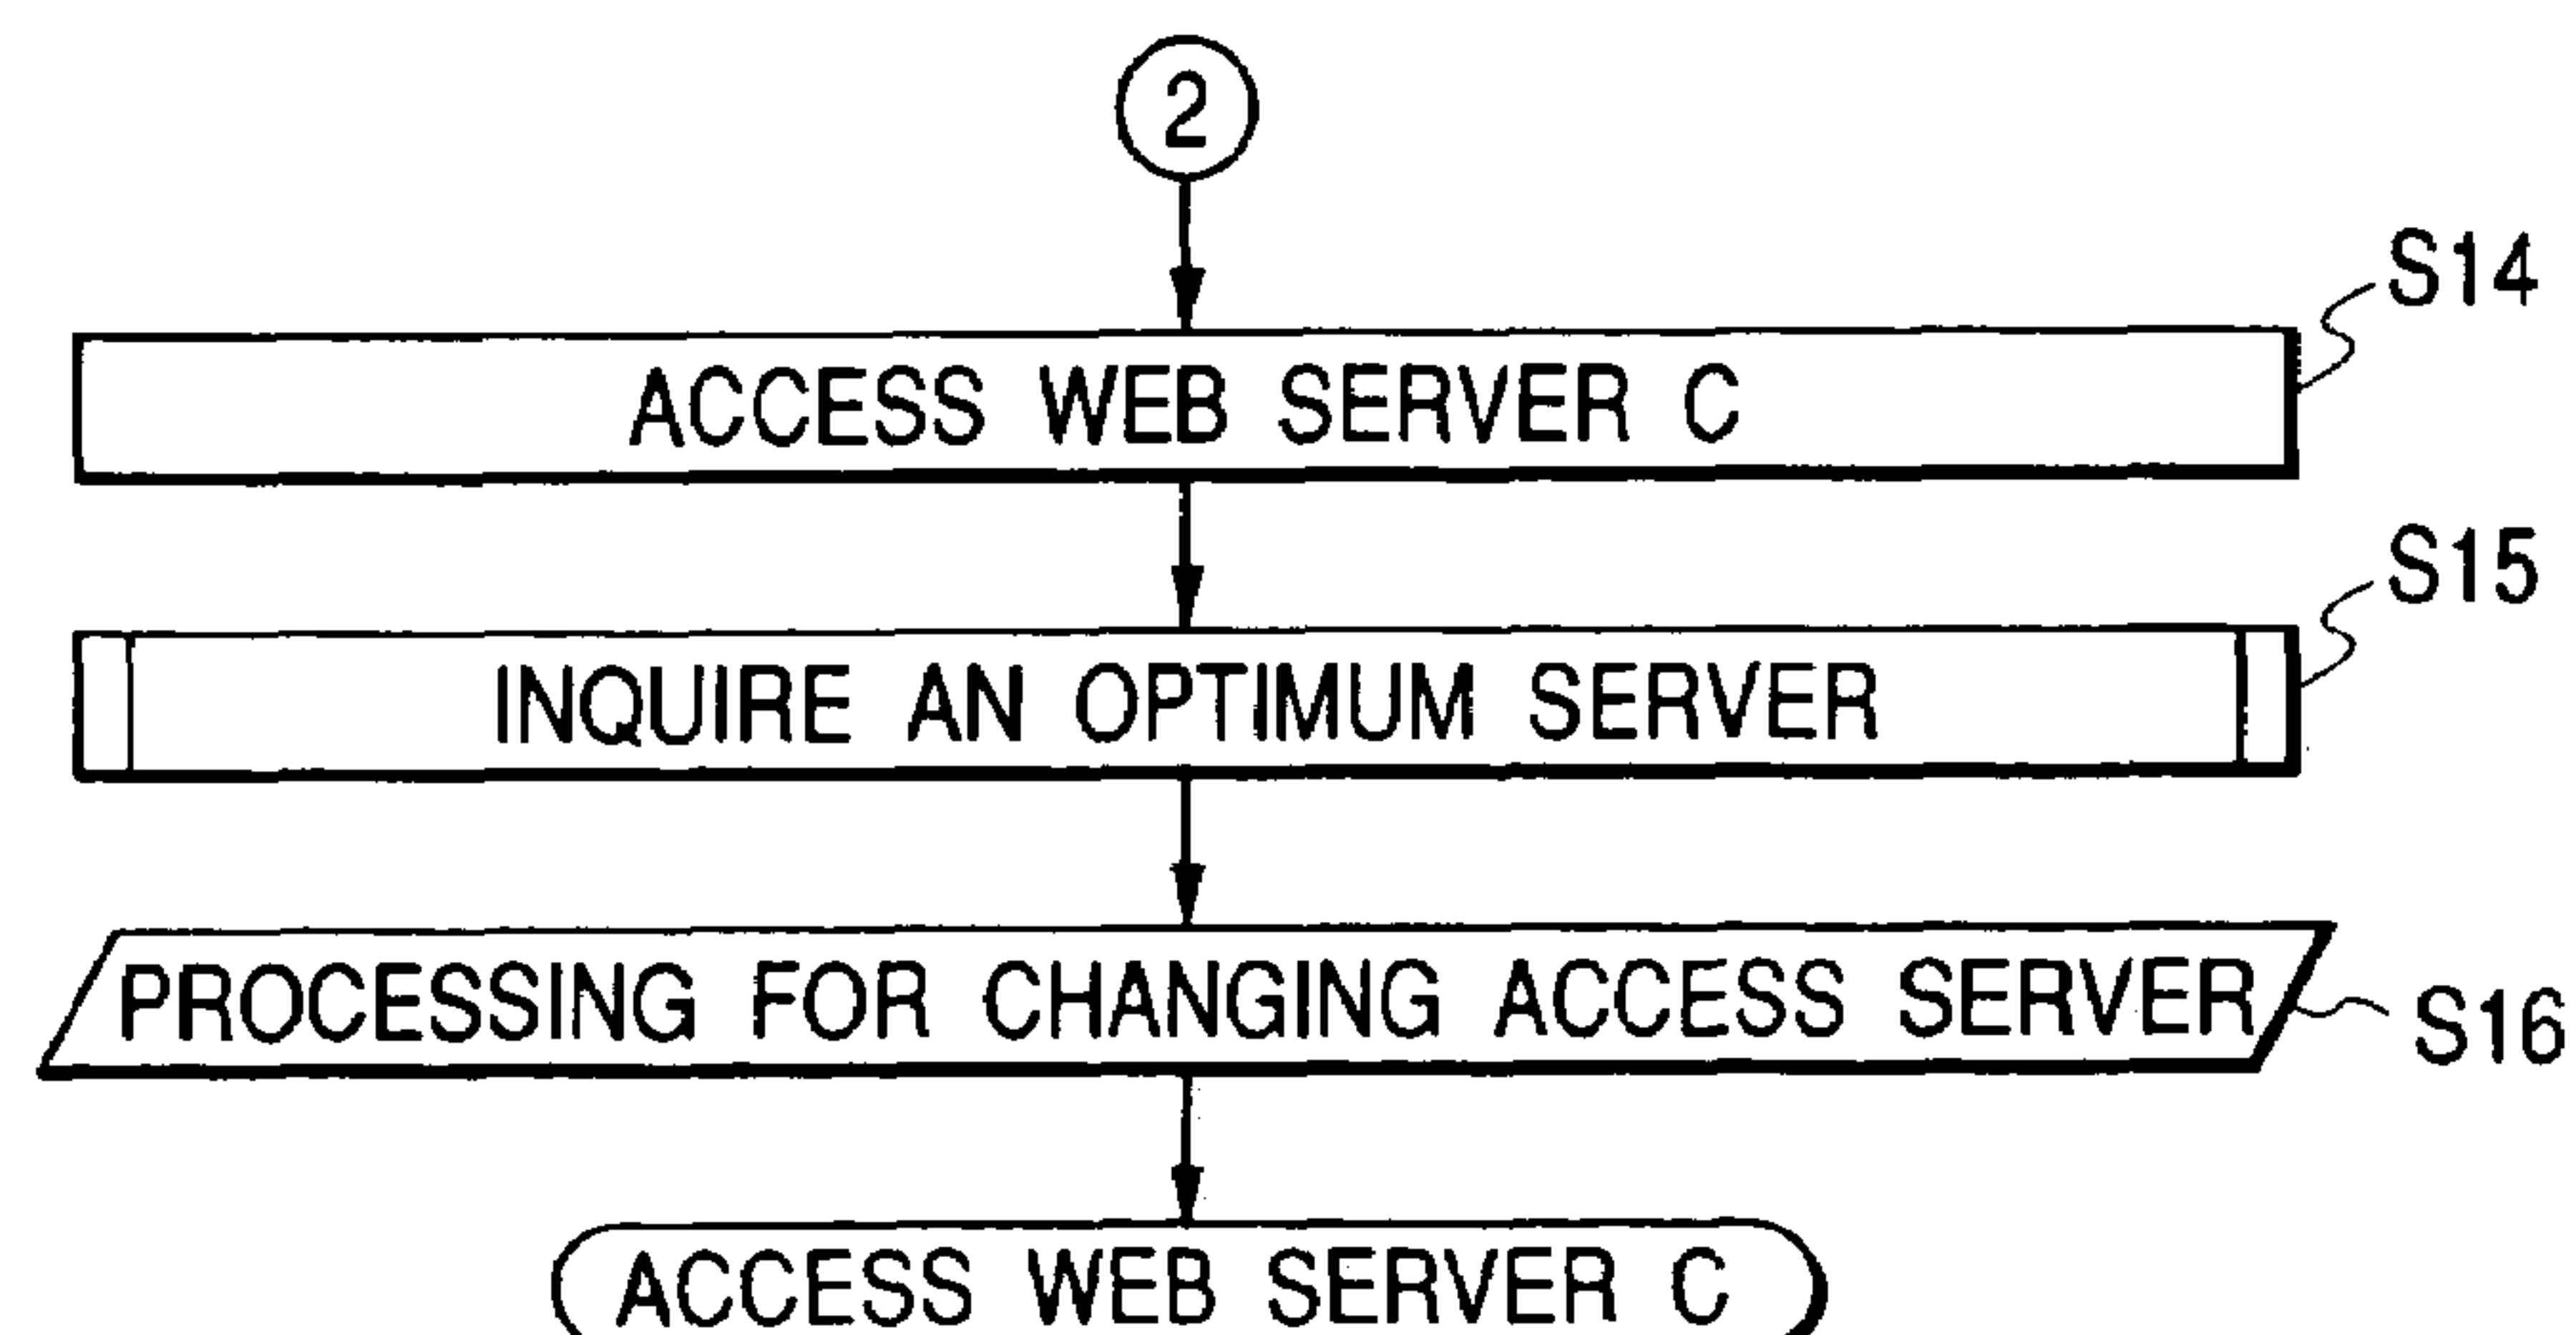 2
S14
ACCESS WEB SERVER C
S15
INQUIRE AN OPTIMUM SERVER
PROCESSING FOR CHANGING ACCESS SERVER
S16
ACCESS WEB SERVER C